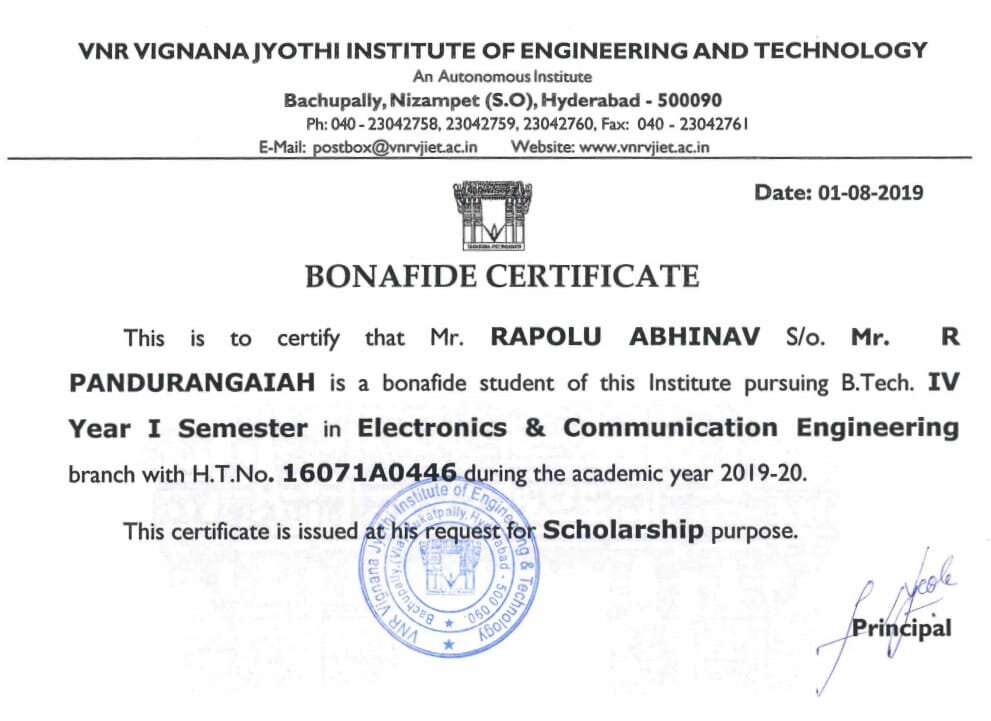 VNR VIGNANA JYOTHI INSTITUTE OF ENGINEERING AND TECHNOLOGY
An Autonomous Institute
Bachupally, Nizampet (S.O), Hyderabad - 500090
Ph: 040 - 23042758, 23042759, 23042760, Fax: 040 - 23042761
E-Mail: postbox@vnrvjiet.ac.in Website: www.vnrvjiet.ac.in
Date: 01-08-2019
BONAFIDE CERTIFICATE
This is to certify that Mr. RAPOLU ABHINAV S/o. Mr. R
PANDURANGAIAH is a bonafide student of this Institute pursuing B.Tech. IV
Year I Semester in Electronics & Communication Engineering
branch with H.T.No. 16071A0446 during the academic year 2019-20.
This certificate is issued at his request for Scholarship purpose.
VNR Vignana Jyothi Institute of Engineering & Technology
Bachupally, (Via) Kukatpally, Hyderabad - 500 090.
Principal